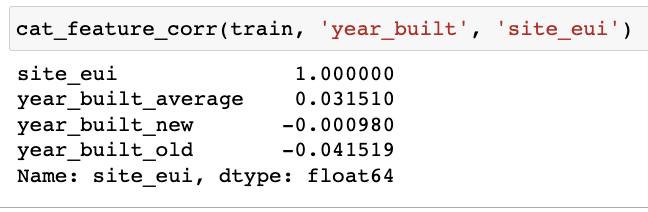 cat_feature_corr(train, 'year_built', 'site_eui')
site_eui 1.000000
year_built_average 0.031510
year_built_new -0.000980
year_built_old -0.041519
Name: site_eui, dtype: float64